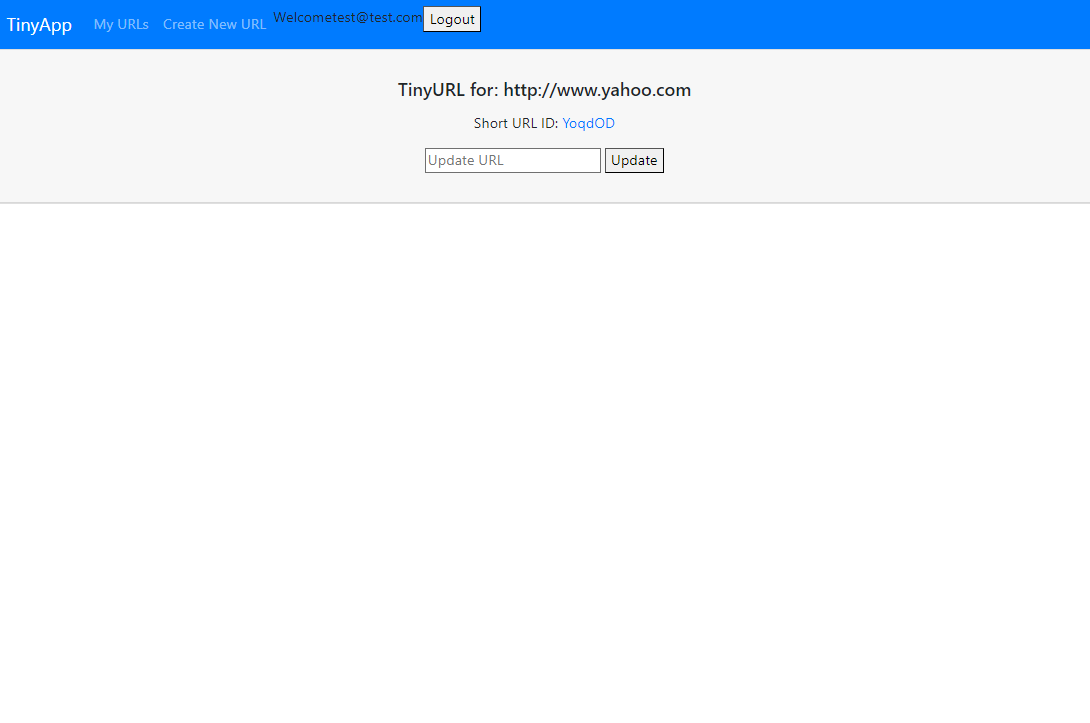 TinyApp My URLs Create New URL Welcometest@test.com Logout
TinyURL for: http://www.yahoo.com
Short URL ID: YoqdOD
Update URL Update